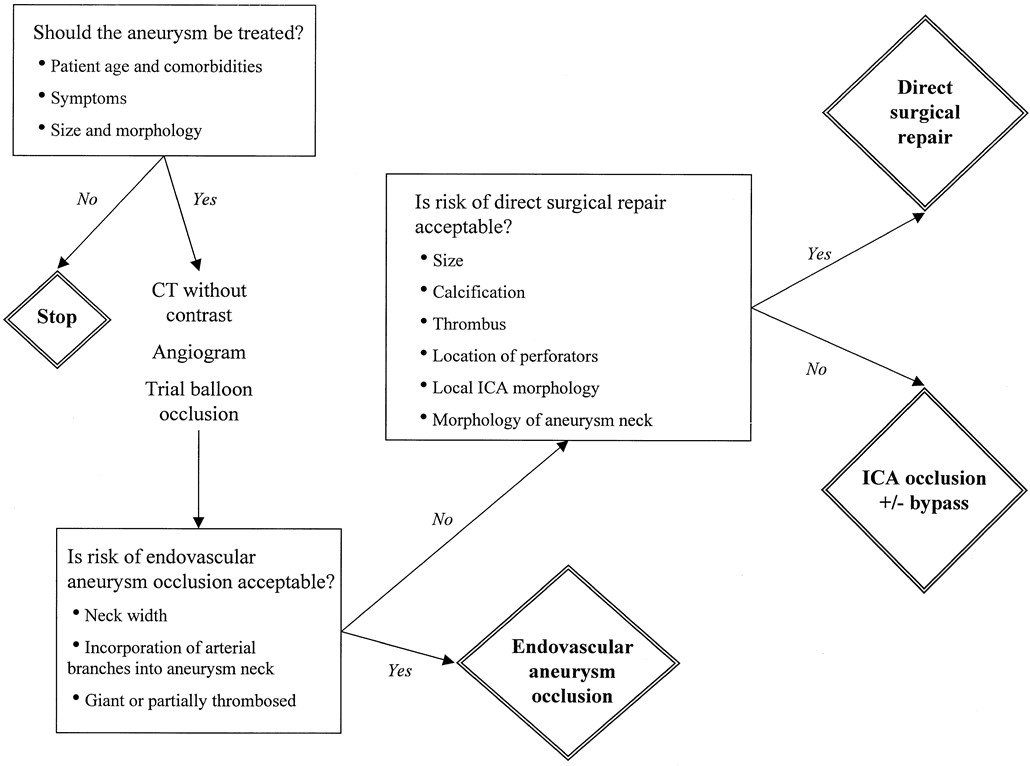 Should the aneurysm be treated?
• Patient age and comorbidities
• Symptoms
• Size and morphology
No
Yes
Stop
CT without
contrast
Angiogram
Trial balloon
occlusion
Is risk of endovascular
aneurysm occlusion acceptable?
• Neck width
• Incorporation of arterial
branches into aneurysm neck
• Giant or partially thrombosed
No
Yes
Endovascular
aneurysm
occlusion
Is risk of direct surgical repair
acceptable?
• Size
• Calcification
• Thrombus
• Location of perforators
• Local ICA morphology
• Morphology of aneurysm neck
Yes
No
Direct
surgical
repair
ICA occlusion
+/- bypass